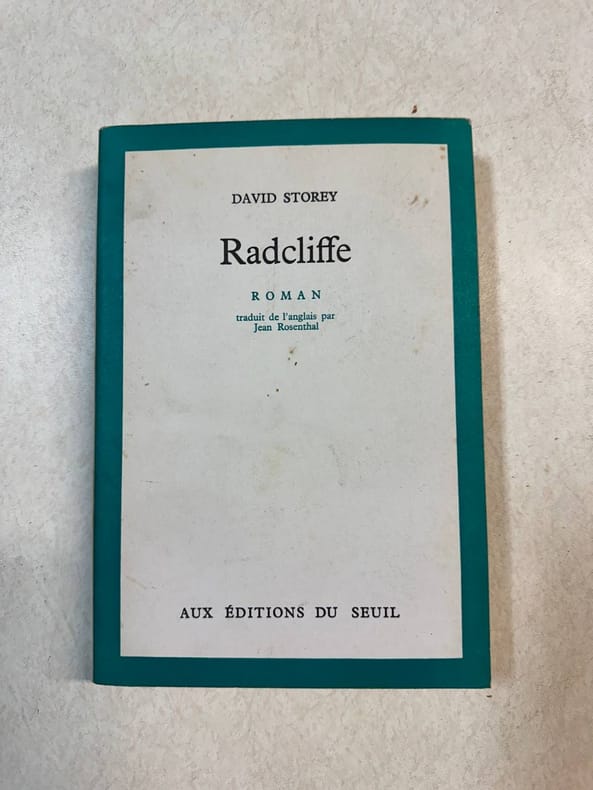 DAVID STOREY
Radcliffe
ROMAN
traduit de l'anglais par
Jean Rosenthal
AUX ÉDITIONS DU SEUIL